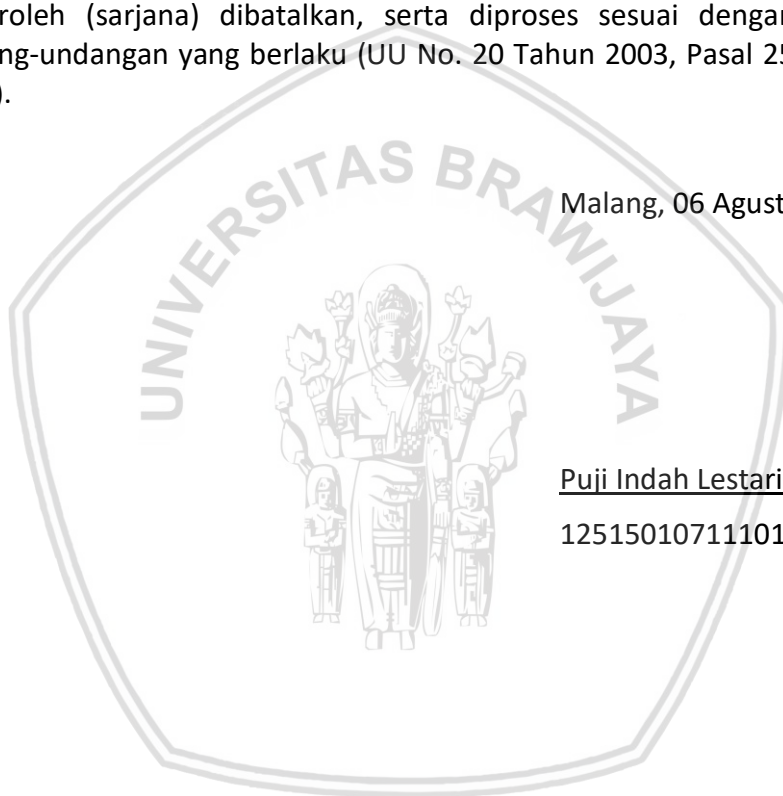 roleh (sarjana) dibatalkan, serta diproses sesuai dengan
ng-undangan yang berlaku (UU No. 20 Tahun 2003, Pasal 25
).
UNIVERSITAS BRAWIJAYA
Malang, 06 Agust
Puji Indah Lestari
125150107111101